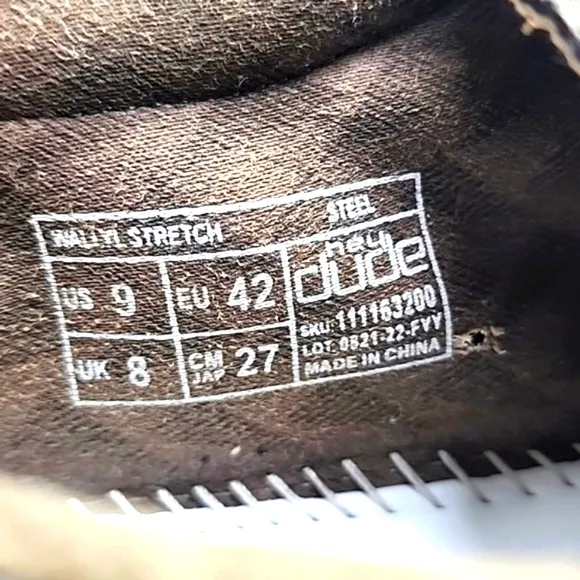 WALLY L STRETCH STEEL
US 9 EU 42
UK 8 CM JAP 27
hey
dude
SKU:111163200
LOT:0821-22-FYY
MADE IN CHINA